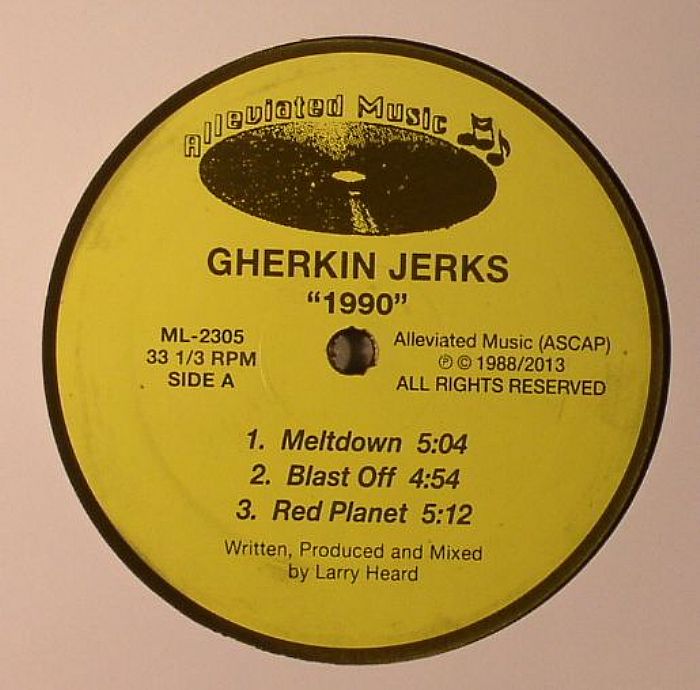 Alleviated Music
GHERKIN JERKS
“1990”
ML-2305
33 1/3 RPM
SIDE A
Alleviated Music (ASCAP)
℗ © 1988/2013
ALL RIGHTS RESERVED
1. Meltdown 5:04
2. Blast Off 4:54
3. Red Planet 5:12
Written, Produced and Mixed
by Larry Heard